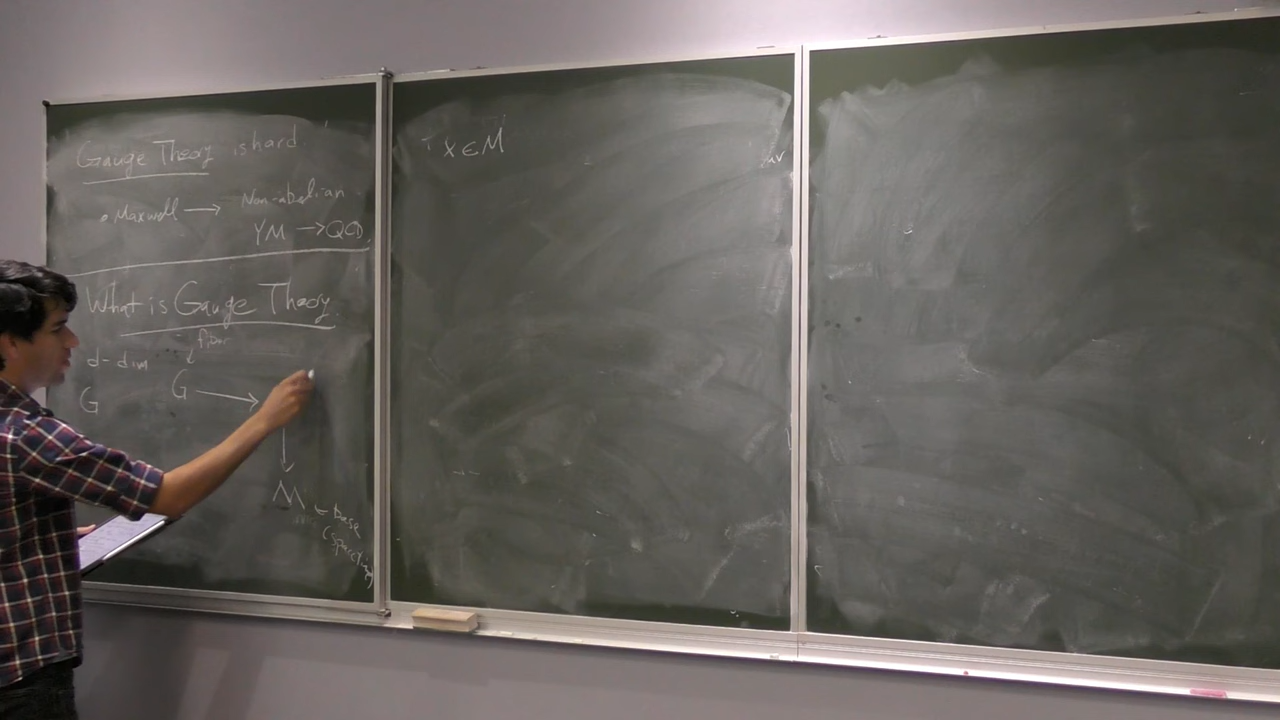 Gauge Theory is hard.
• Maxwell → Non-abelian
YM → QCD
What is Gauge Theory
fiber
d-dim
G
G →
M ← base
(spacetime)
x ∈ M